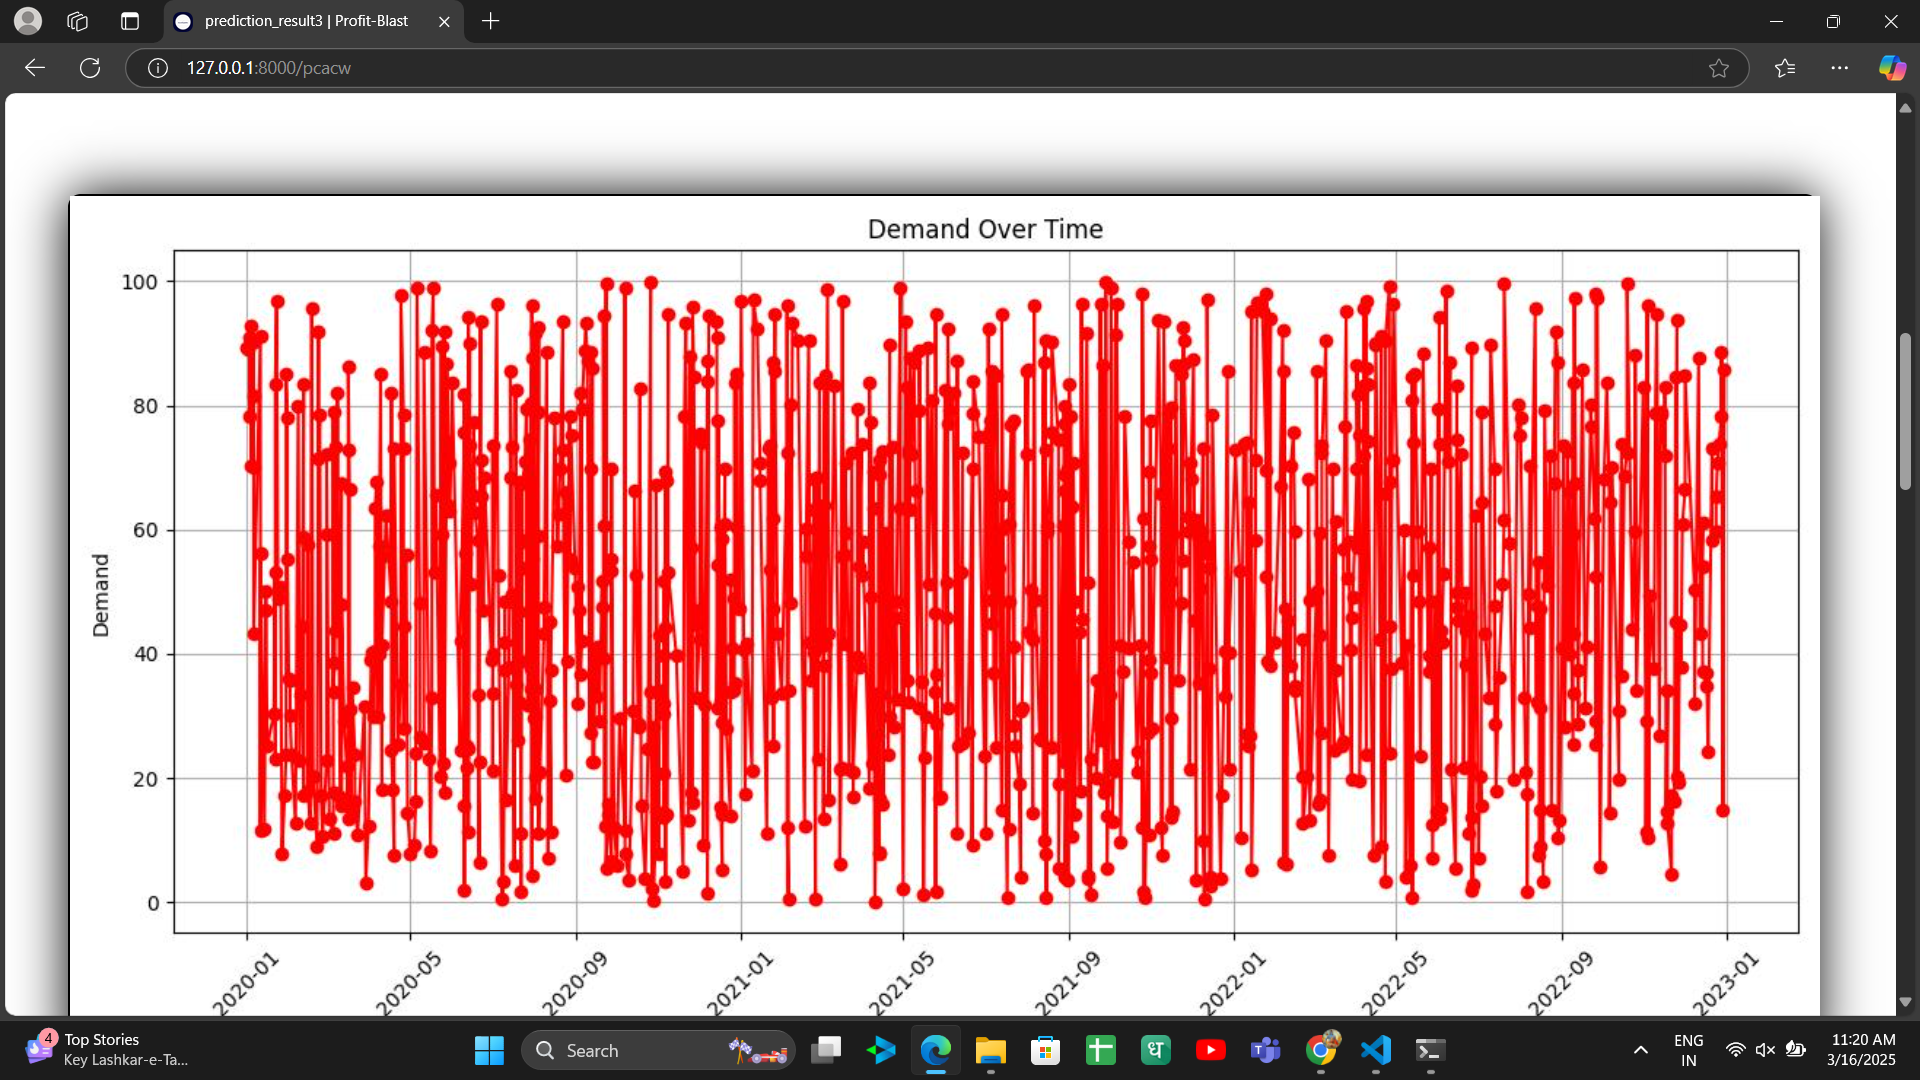 prediction_result3 | Profit-Blast
127.0.0.1:8000/pcacw
Demand Over Time
100
80
60
40
20
0
Demand
2020-01
2020-05
2020-09
2021-01
2021-05
2021-09
2022-01
2022-05
2022-09
2023-01
4
Top Stories
Key Lashkar-e-Ta...
Search
ENG
IN
11:20 AM
3/16/2025